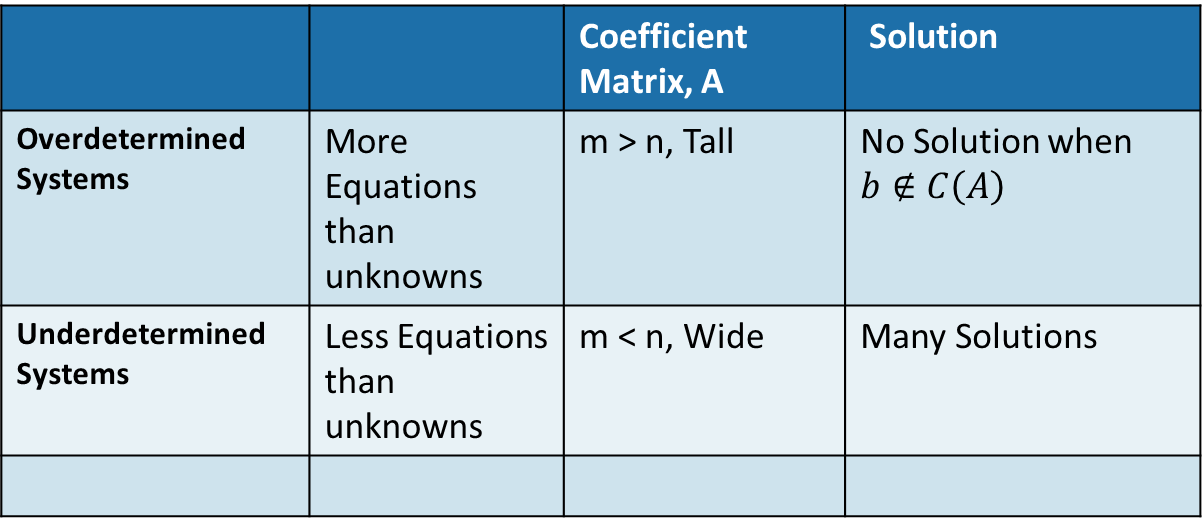 Coefficient
Matrix, A
Solution
Overdetermined
Systems
More
Equations
than
unknowns
m > n, Tall
No Solution when
b ∉ C(A)
Underdetermined
Systems
Less Equations
than
unknowns
m < n, Wide
Many Solutions